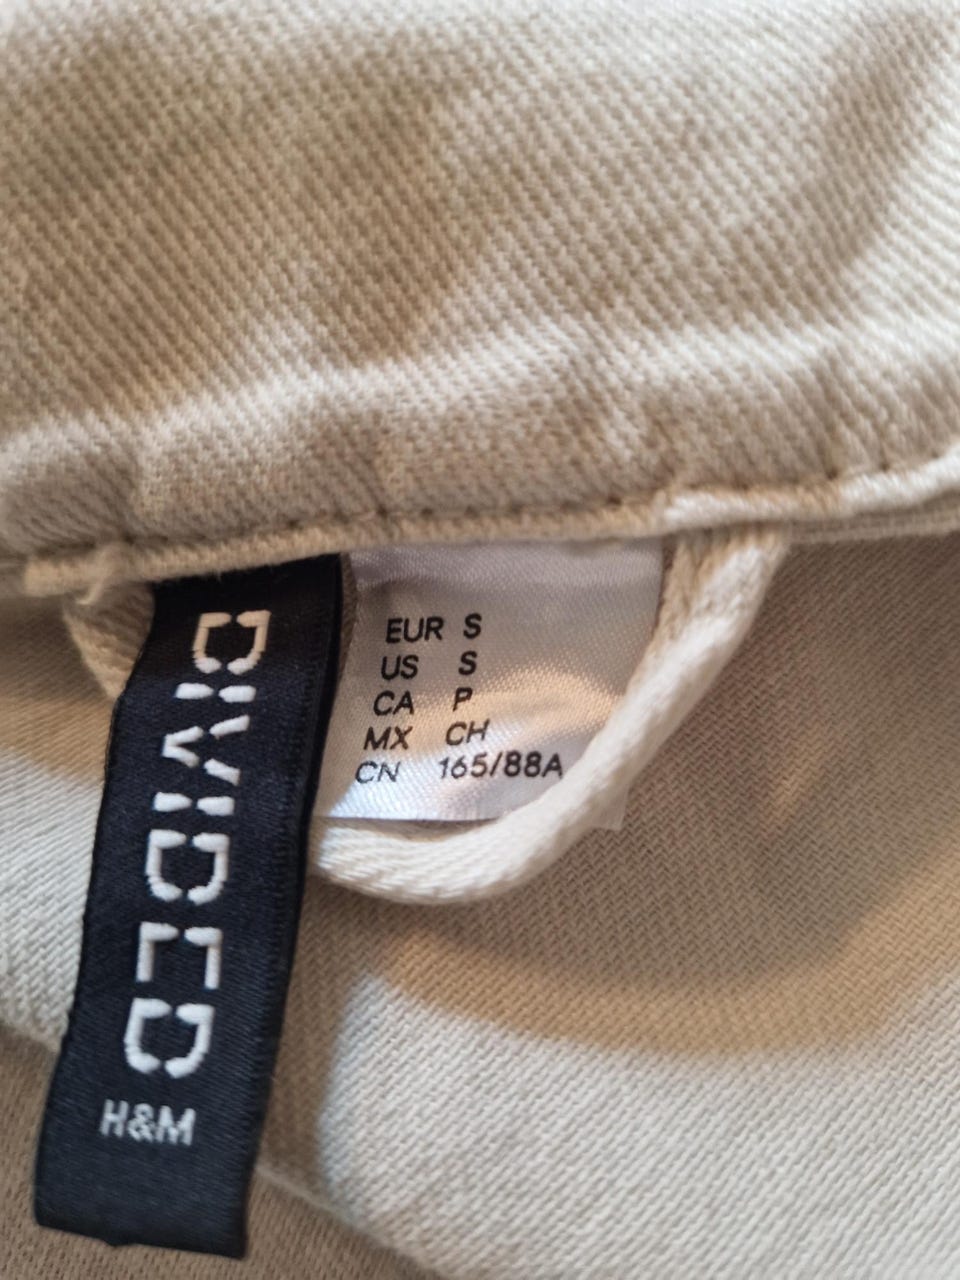 DIVIDED
H&M
EUR S
US S
CA P
MX CH
CN 165/88A